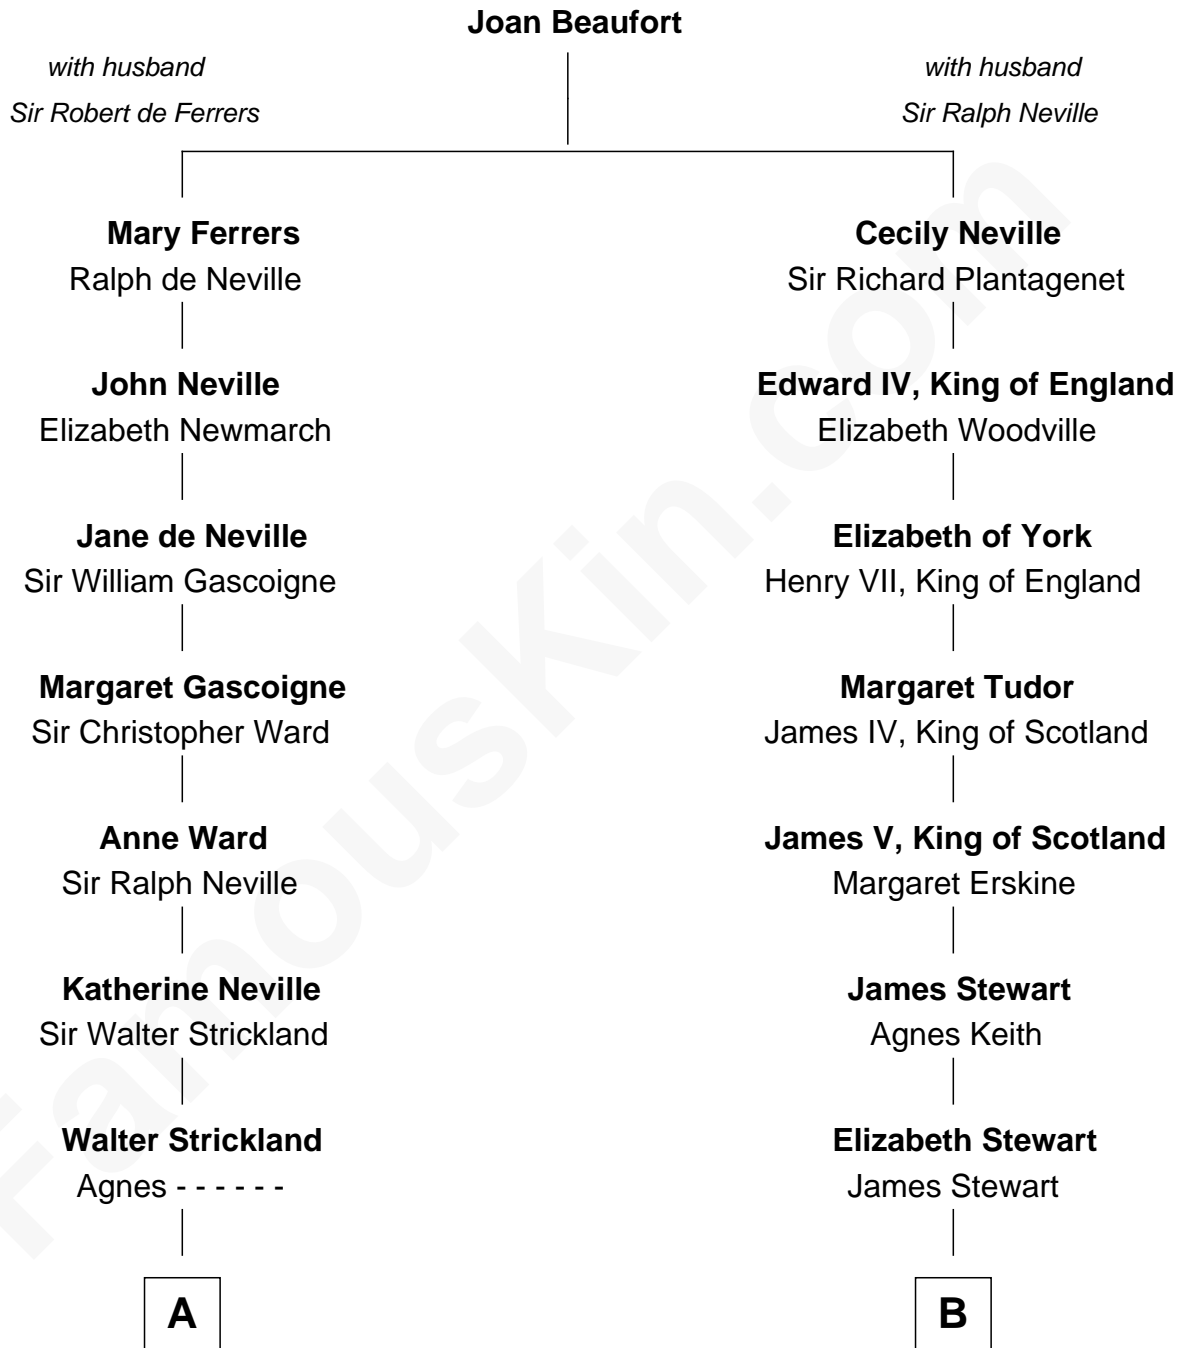 Joan Beaufort
with husband
Sir Robert de Ferrers
with husband
Sir Ralph Neville
Mary Ferrers
Ralph de Neville
Cecily Neville
Sir Richard Plantagenet
John Neville
Elizabeth Newmarch
Edward IV, King of England
Elizabeth Woodville
Jane de Neville
Sir William Gascoigne
Elizabeth of York
Henry VII, King of England
Margaret Gascoigne
Sir Christopher Ward
Margaret Tudor
James IV, King of Scotland
Anne Ward
Sir Ralph Neville
James V, King of Scotland
Margaret Erskine
Katherine Neville
Sir Walter Strickland
James Stewart
Agnes Keith
Walter Strickland
Agnes - - - - - -
Elizabeth Stewart
James Stewart
A
B
FamousKin.com